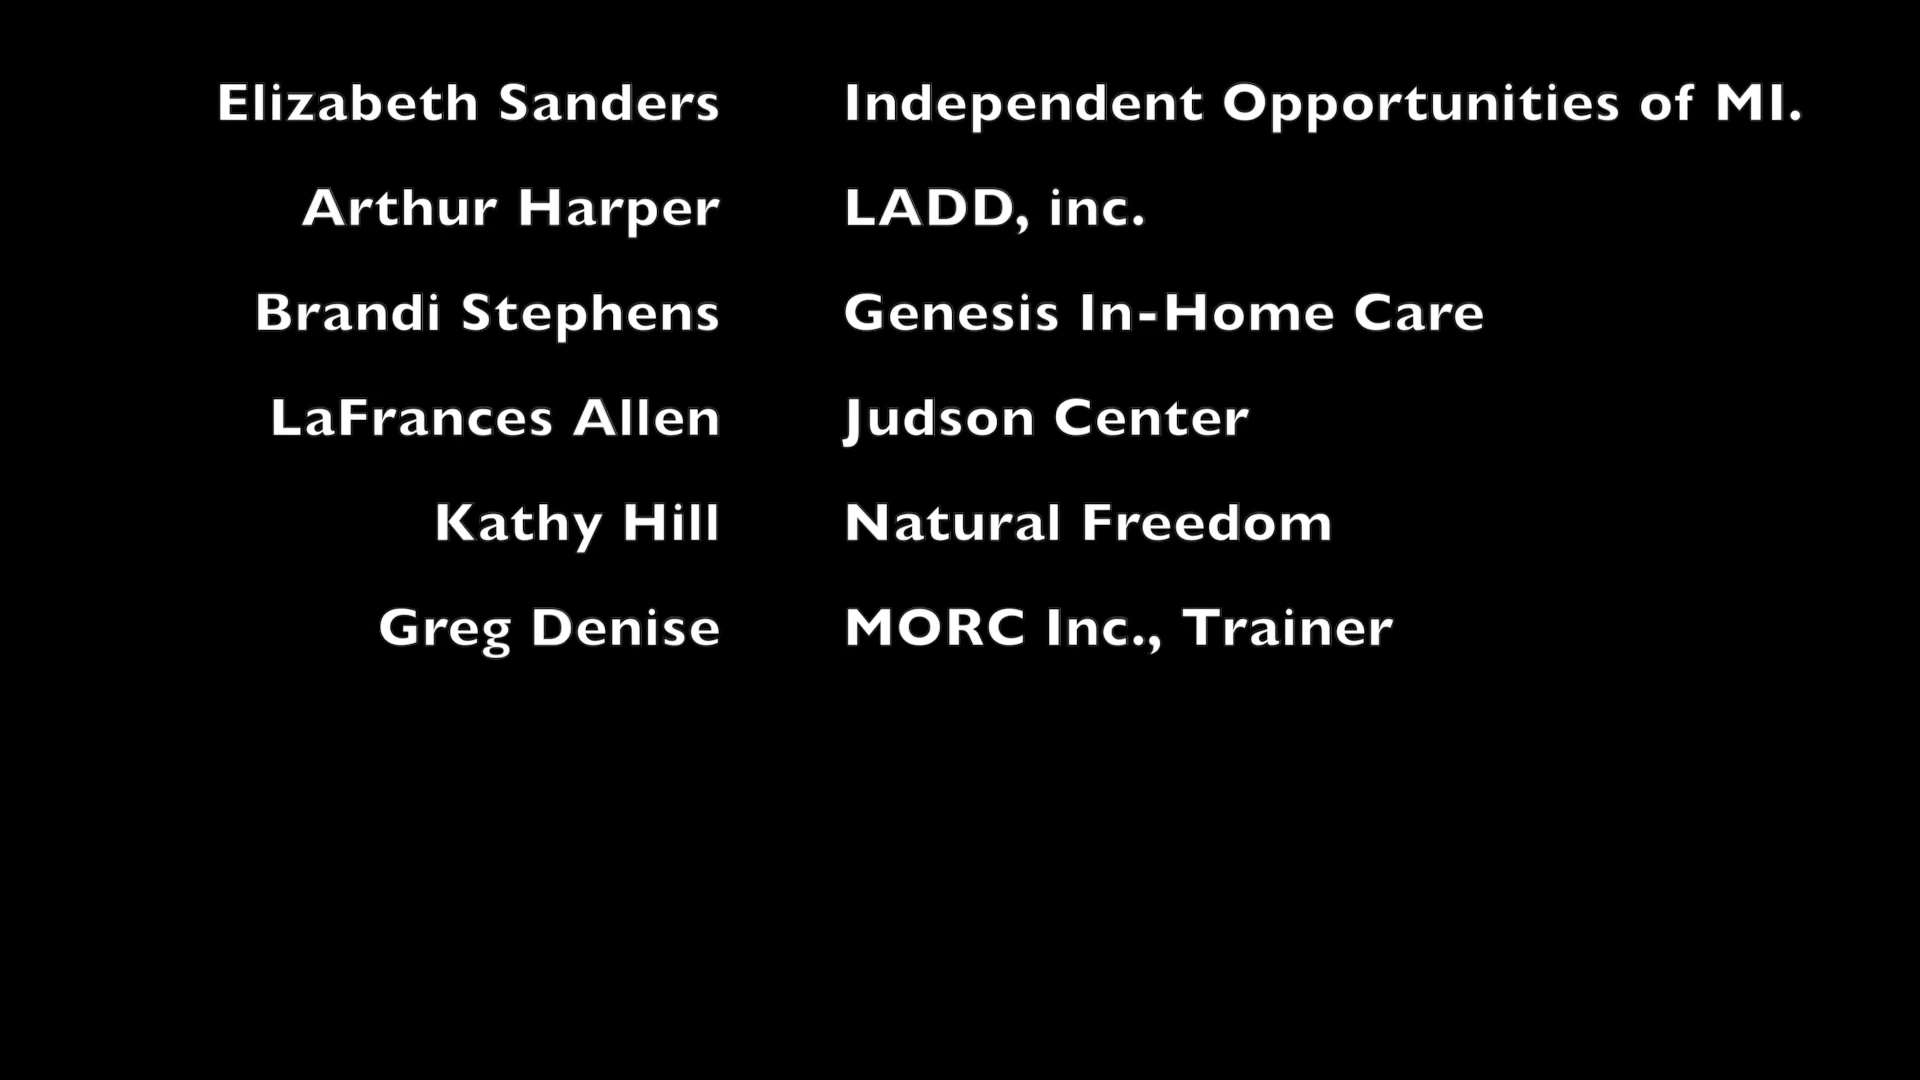 Elizabeth Sanders Independent Opportunities of MI.
Arthur Harper LADD, inc.
Brandi Stephens Genesis In-Home Care
LaFrances Allen Judson Center
Kathy Hill Natural Freedom
Greg Denise MORC Inc., Trainer